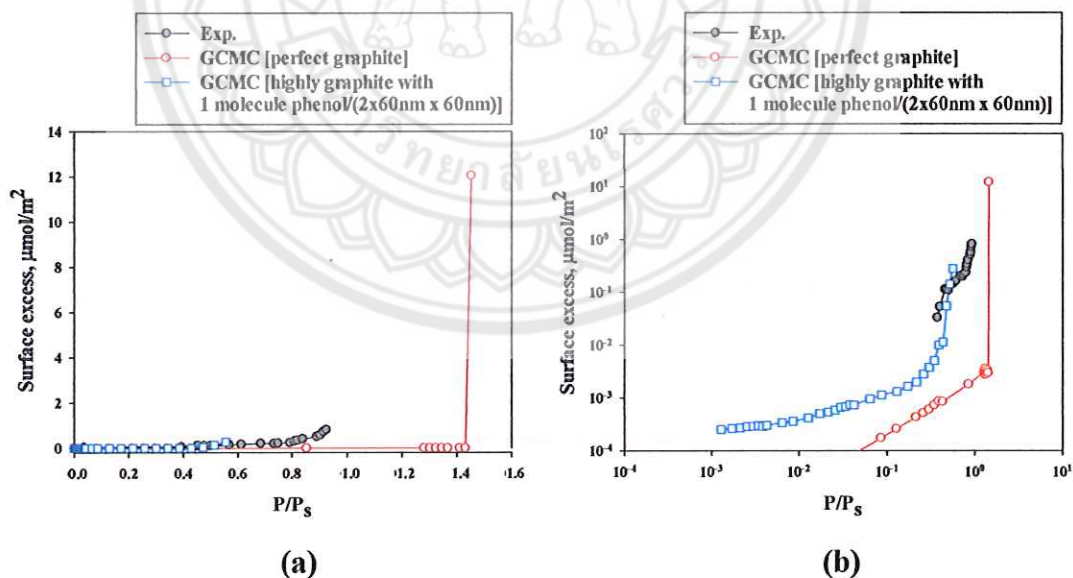 Exp.
GCMC [perfect graphite]
GCMC [highly graphite with
1 molecule phenol/(2x60nm x 60nm)]
Surface excess, µmol/m²
14
12
10
8
6
4
2
0
0.0 0.2 0.4 0.6 0.8 1.0 1.2 1.4 1.6
P/Ps
(a)
Exp.
GCMC [perfect graphite]
GCMC [highly graphite with
1 molecule phenol/(2x60nm x 60nm)]
Surface excess, µmol/m²
10²
10¹
10⁰
10⁻¹
10⁻²
10⁻³
10⁻⁴
10⁻⁴ 10⁻³ 10⁻² 10⁻¹ 10⁰ 10¹
P/Ps
(b)